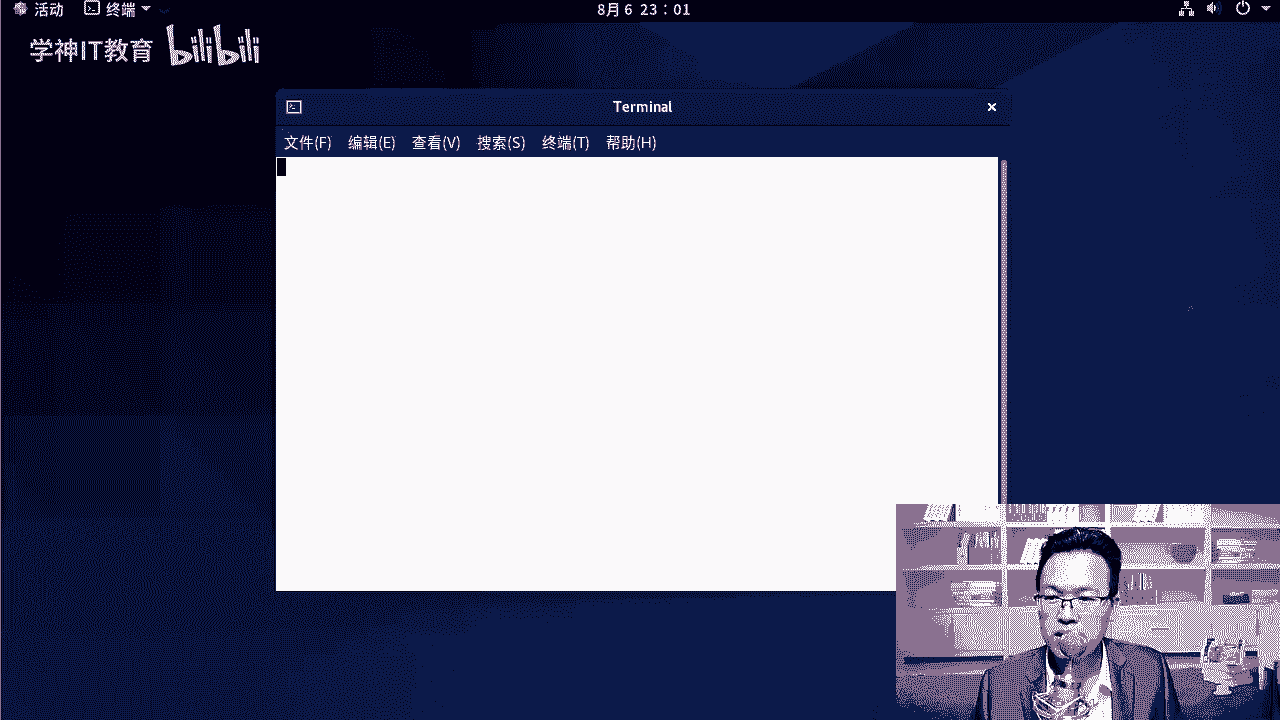 活动 终端 8月 6 23：01
学神IT教育 bilibili
Terminal
文件(F) 编辑(E) 查看(V) 搜索(S) 终端(T) 帮助(H)